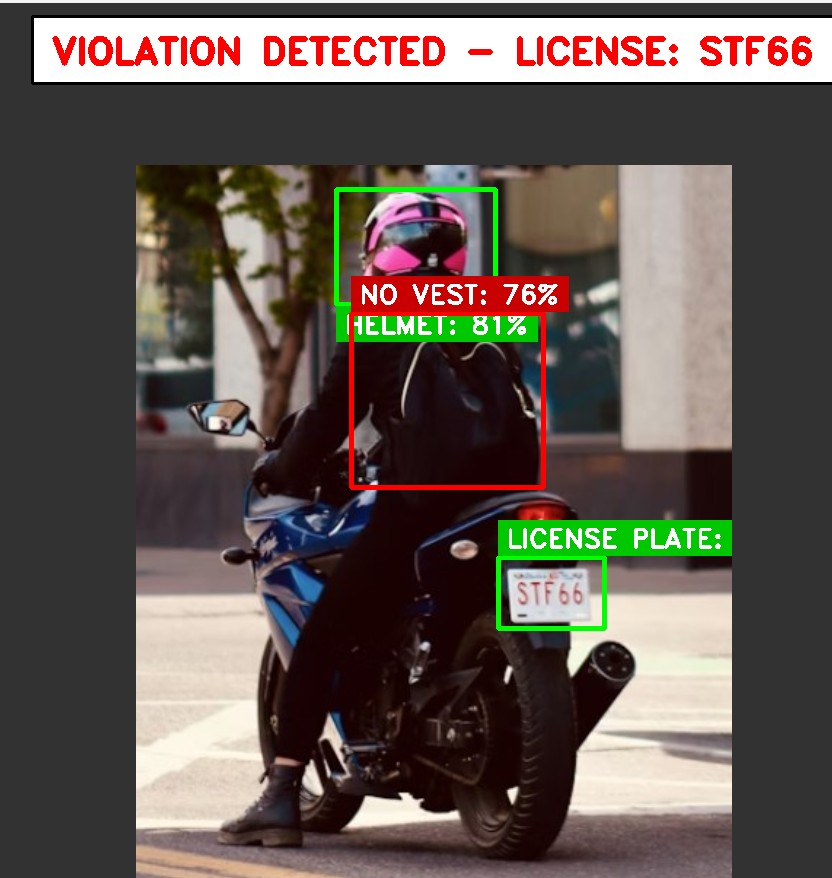 VIOLATION DETECTED - LICENSE: STF66
NO VEST: 76%
HELMET: 81%
LICENSE PLATE:
STF66